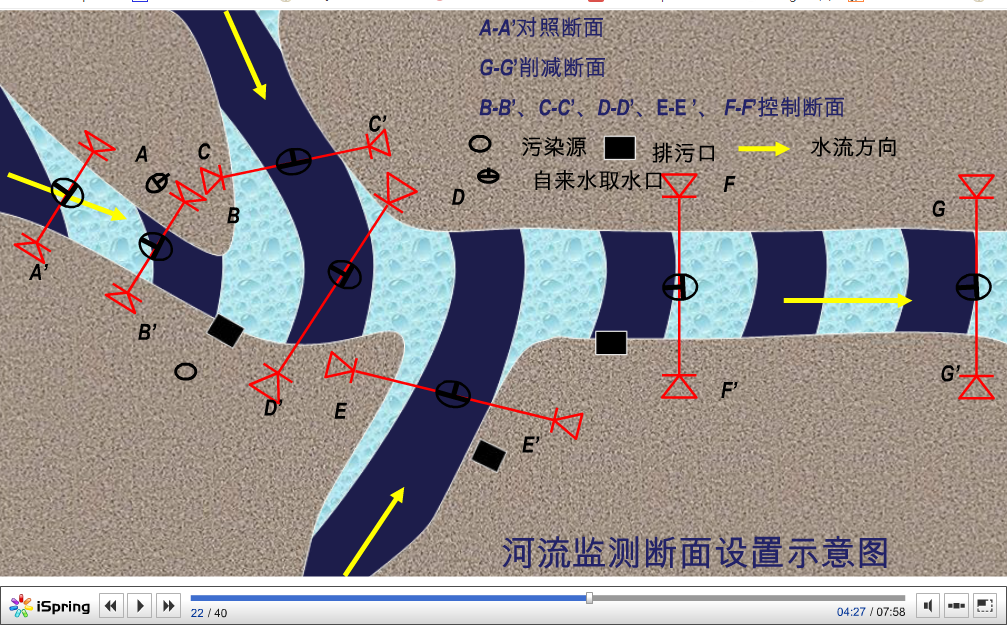 A-A'对照断面
G-G'削减断面
B-B'、C-C'、D-D'、E-E '、 F-F'控制断面
污染源
排污口
水流方向
自来水取水口
A
C
C'
B
D
F
G
A'
B'
D'
E
E'
F'
G'
河流监测断面设置示意图
iSpring
22 / 40
04:27 / 07:58